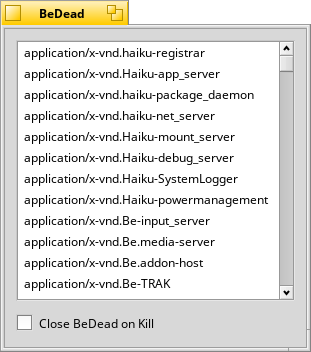 BeDead
application/x-vnd.haiku-registrar
application/x-vnd.Haiku-app_server
application/x-vnd.haiku-package_daemon
application/x-vnd.haiku-net_server
application/x-vnd.Haiku-mount_server
application/x-vnd.Haiku-debug_server
application/x-vnd.Haiku-SystemLogger
application/x-vnd.Haiku-powermanagement
application/x-vnd.Be-input_server
application/x-vnd.Be.media-server
application/x-vnd.Be.addon-host
application/x-vnd.Be-TRAK
Close BeDead on Kill